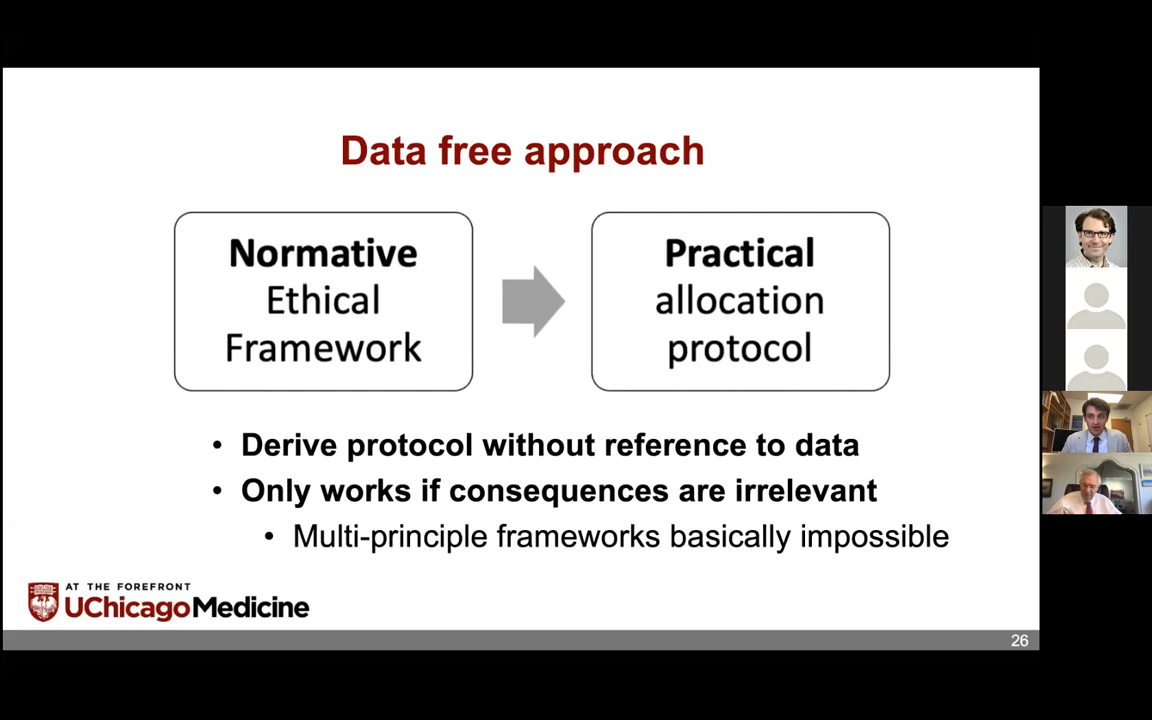 Data free approach
Normative
Ethical
Framework
Practical
allocation
protocol
• Derive protocol without reference to data
• Only works if consequences are irrelevant
• Multi-principle frameworks basically impossible
AT THE FOREFRONT
UChicagoMedicine
26